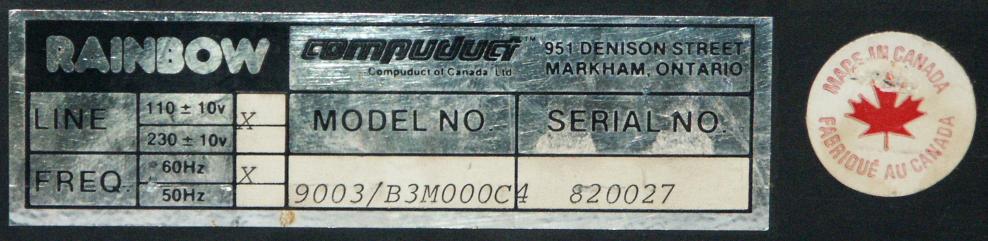 RAINBOW
compuduct™
Compuduct of Canada Ltd
951 DENISON STREET
MARKHAM, ONTARIO
LINE
110 ± 10v X
230 ± 10v
MODEL NO.
SERIAL NO.
FREQ.
60Hz X
50Hz
9003/B3M000C4
820027
MADE IN CANADA
FABRIQUÉ AU CANADA